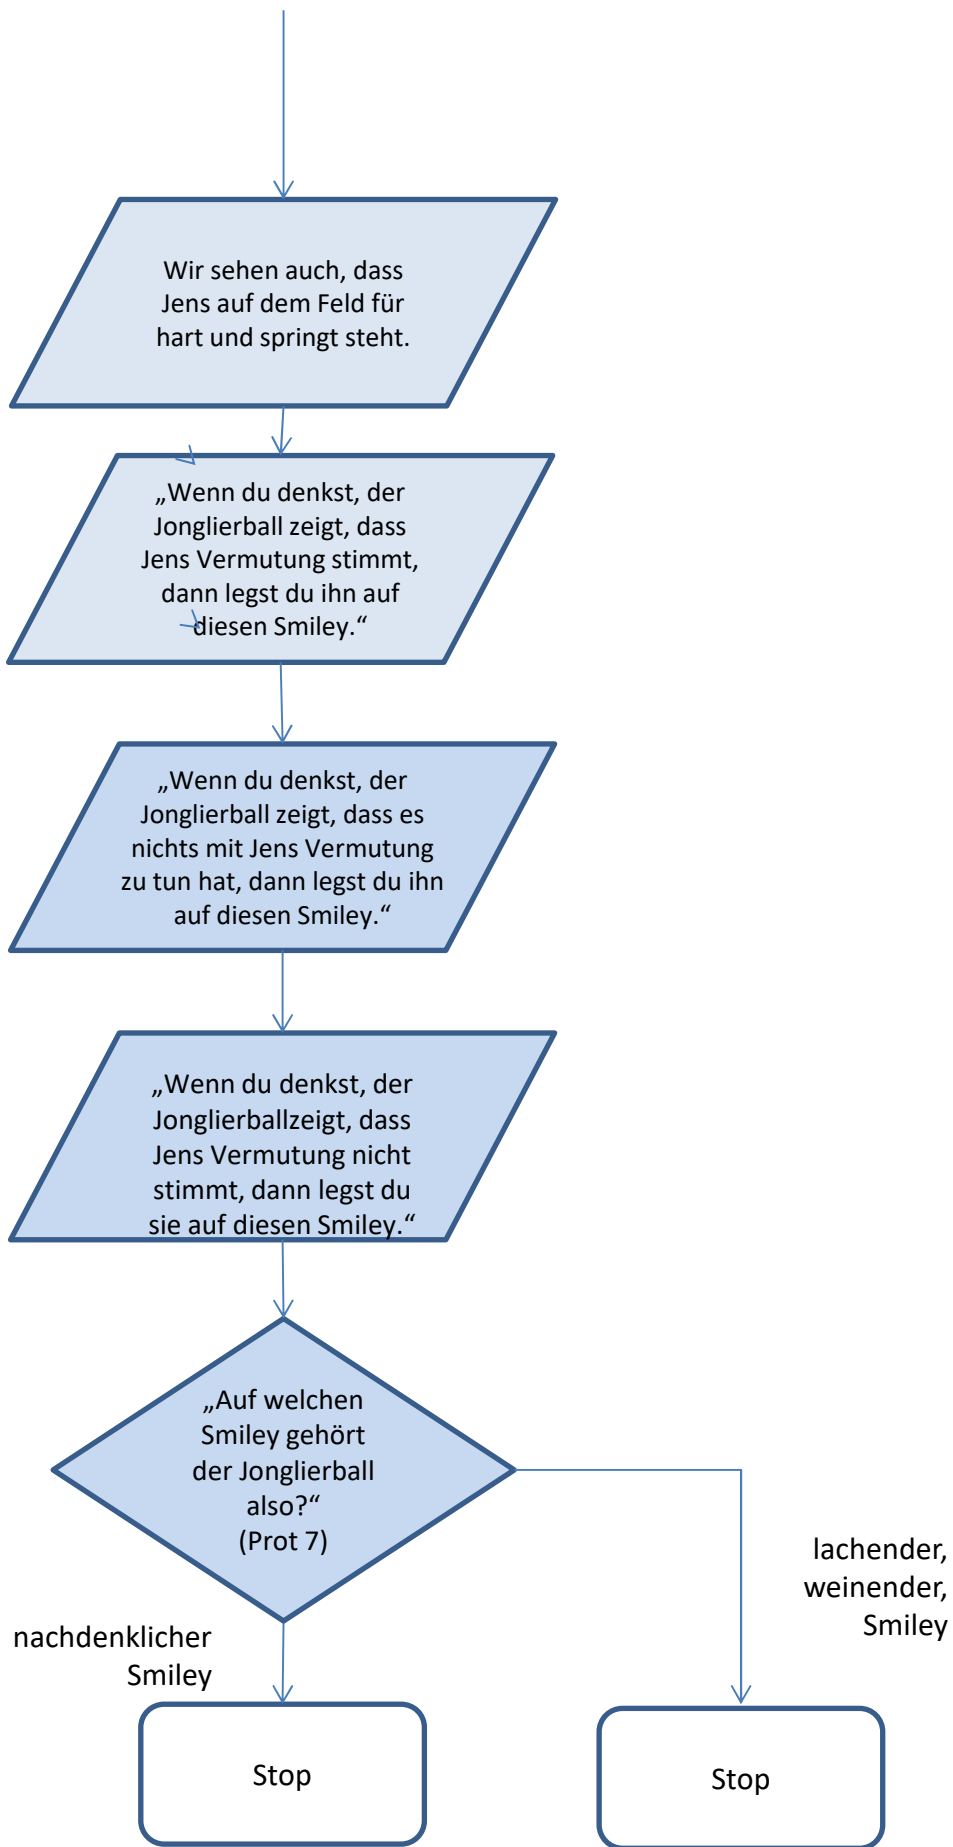 Wir sehen auch, dass
Jens auf dem Feld für
hart und springt steht.
„Wenn du denkst, der
Jonglierball zeigt, dass
Jens Vermutung stimmt,
dann legst du ihn auf
diesen Smiley.“
„Wenn du denkst, der
Jonglierball zeigt, dass es
nichts mit Jens Vermutung
zu tun hat, dann legst du ihn
auf diesen Smiley.“
„Wenn du denkst, der
Jonglierballzeigt, dass
Jens Vermutung nicht
stimmt, dann legst du
sie auf diesen Smiley.“
„Auf welchen
Smiley gehört
der Jonglierball
also?“
(Prot 7)
lachender,
weinender,
Smiley
nachdenklicher
Smiley
Stop
Stop